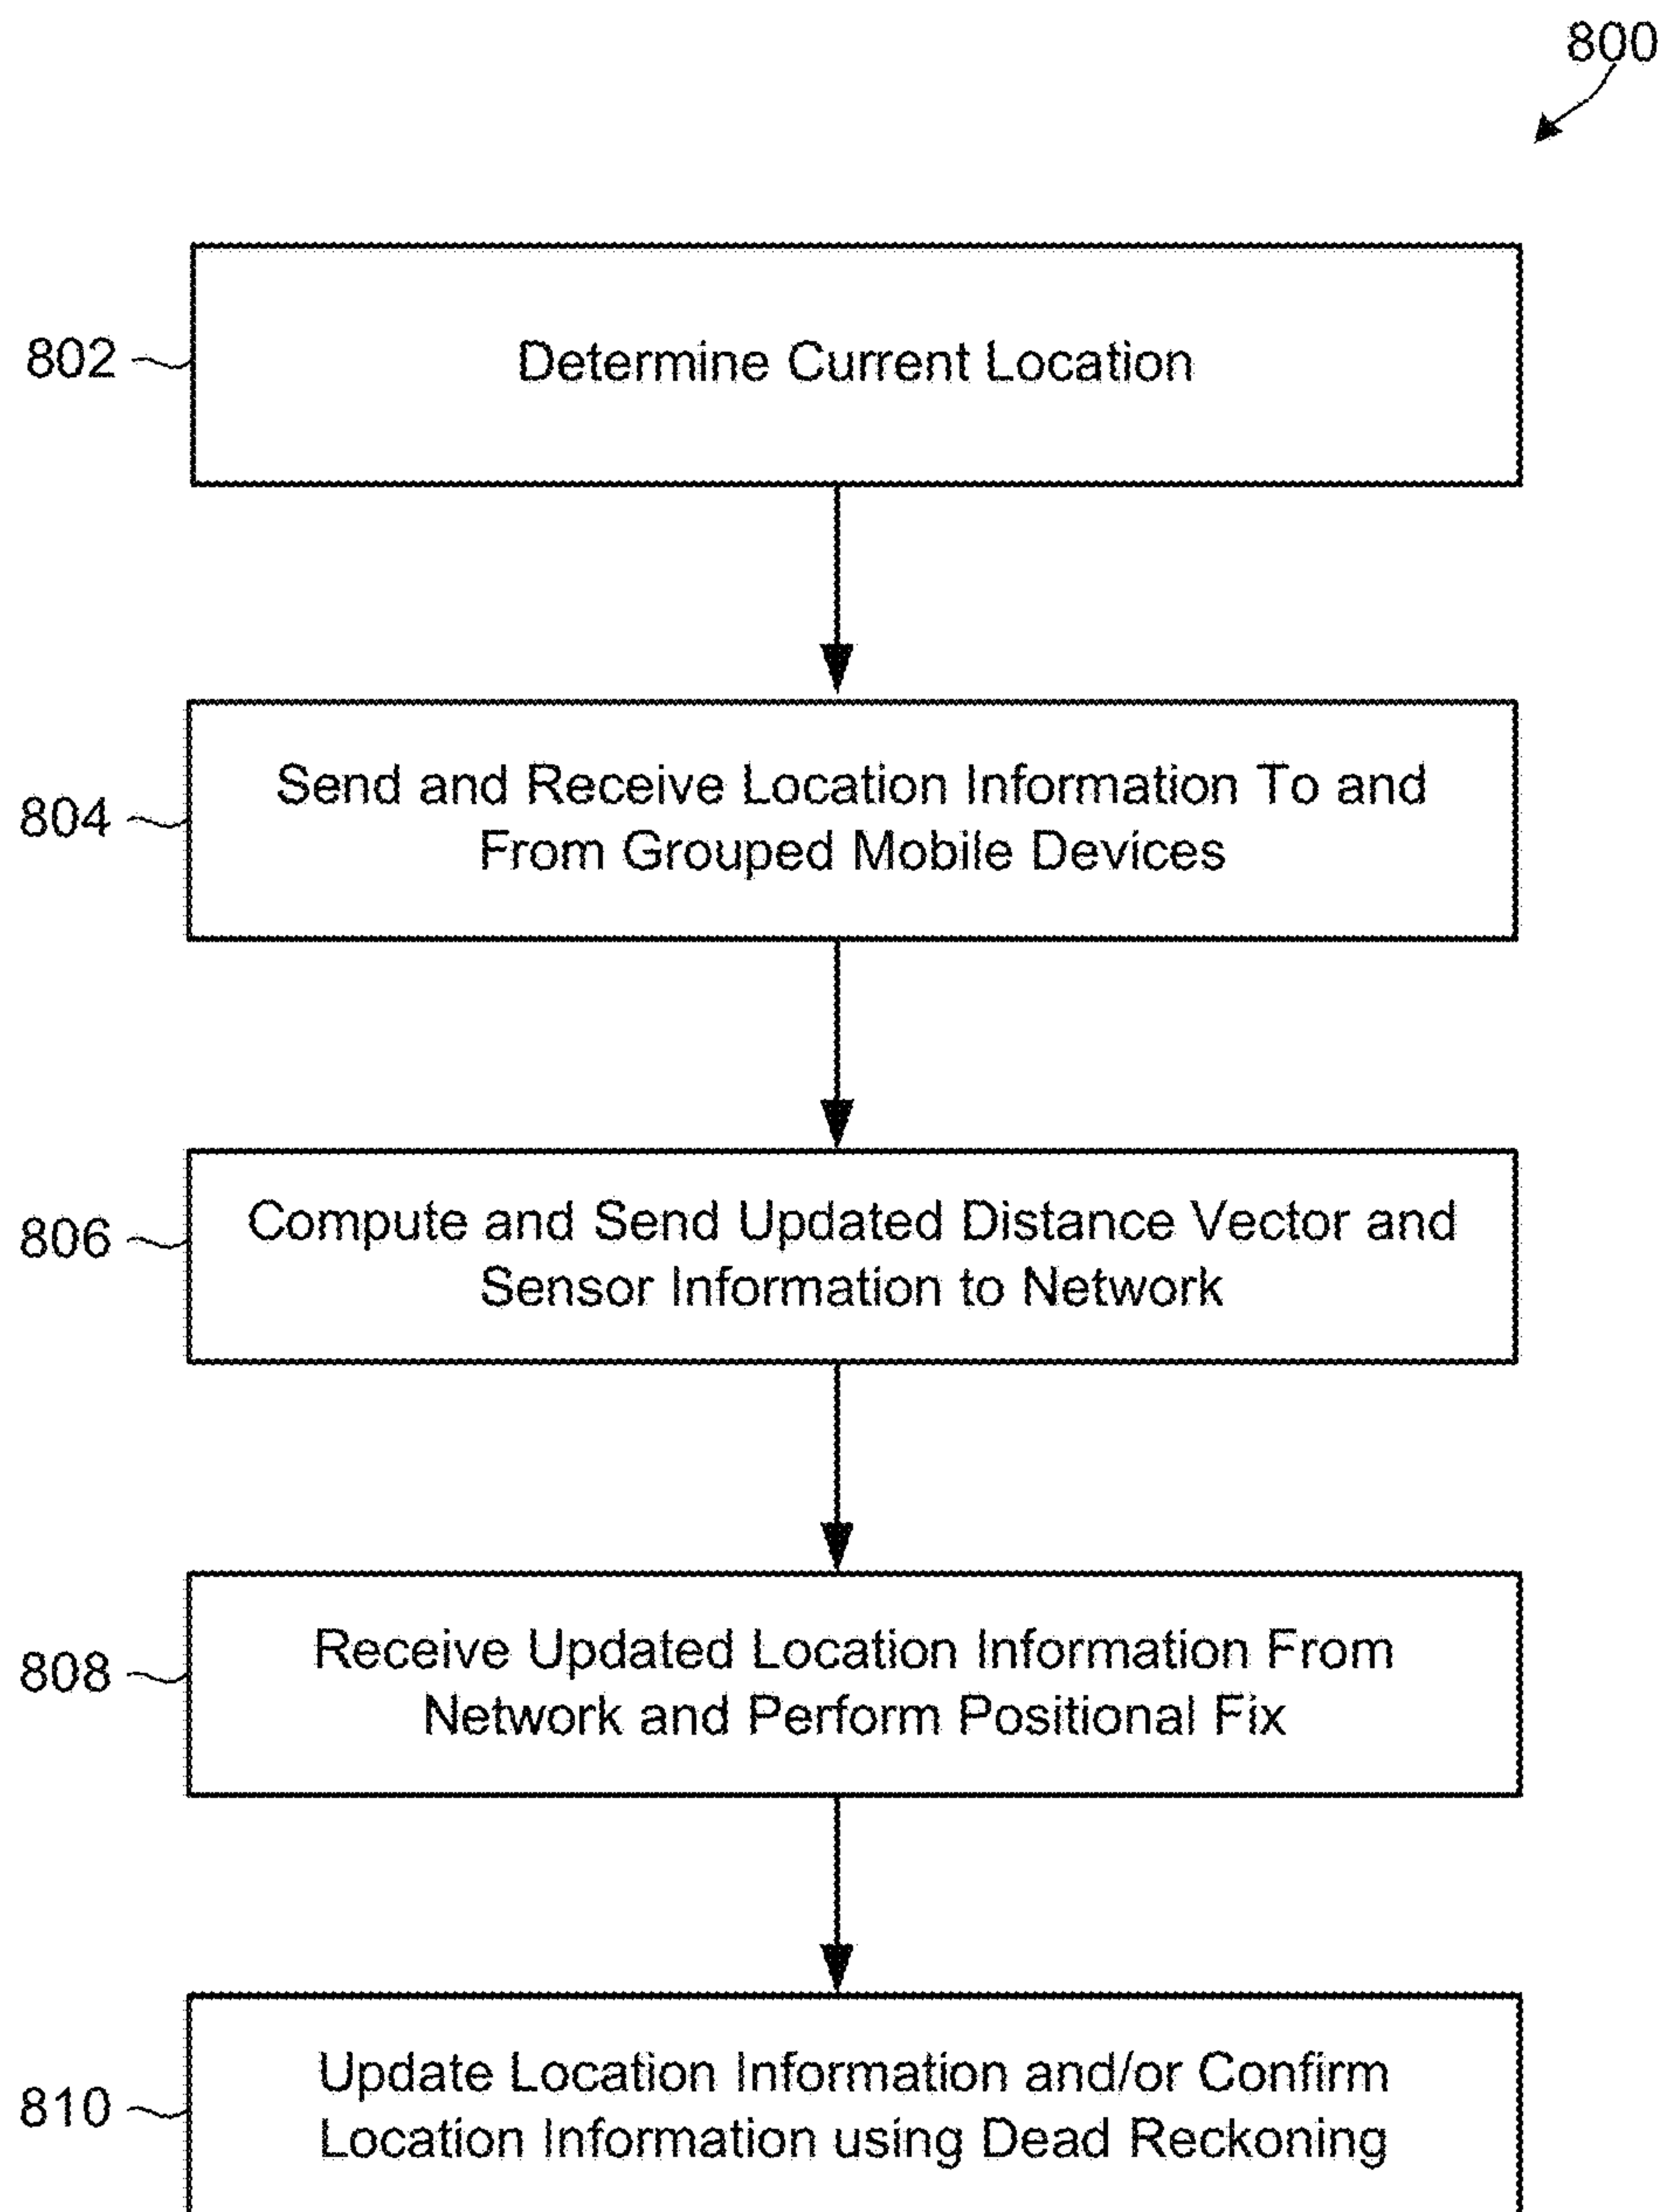 800
802
Determine Current Location
804
Send and Receive Location Information To and
From Grouped Mobile Devices
806
Compute and Send Updated Distance Vector and
Sensor Information to Network
808
Receive Updated Location Information From
Network and Perform Positional Fix
810
Update Location Information and/or Confirm
Location Information using Dead Reckoning